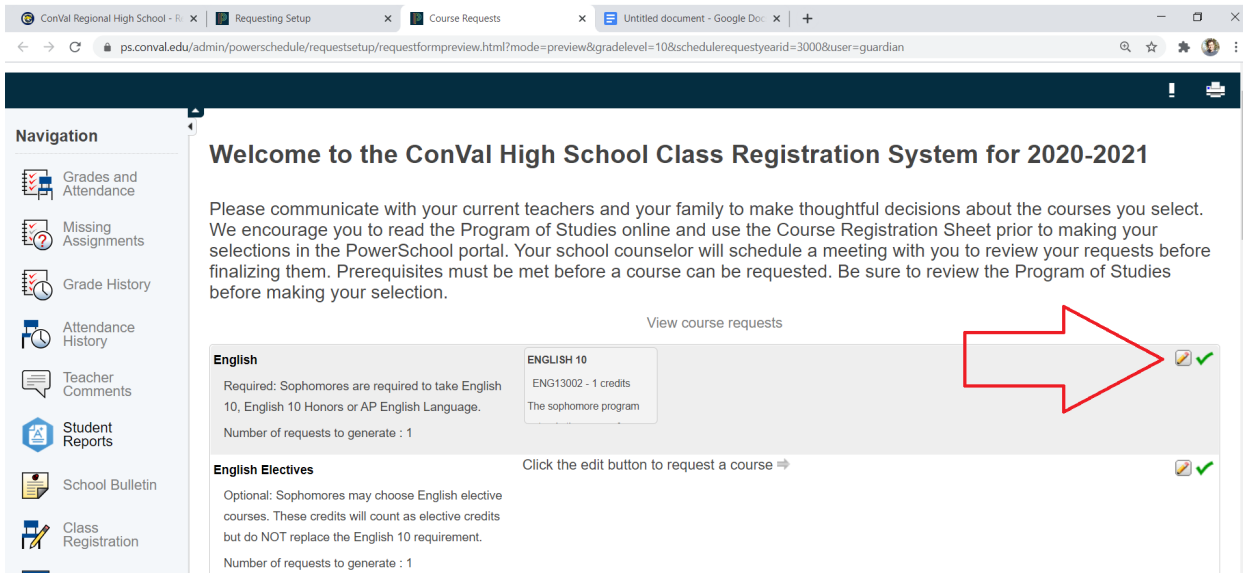 ConVal Regional High School - R
Requesting Setup
Course Requests
Untitled document - Google Doc
ps.conval.edu/admin/powerschedule/requestsetup/requestformpreview.html?mode=preview&gradelevel=10&schedulerequestyearid=3000&user=guardian
Navigation
Grades and
Attendance
Missing
Assignments
Grade History
Attendance
History
Teacher
Comments
Student
Reports
School Bulletin
Class
Registration
Welcome to the ConVal High School Class Registration System for 2020-2021
Please communicate with your current teachers and your family to make thoughtful decisions about the courses you select.
We encourage you to read the Program of Studies online and use the Course Registration Sheet prior to making your
selections in the PowerSchool portal. Your school counselor will schedule a meeting with you to review your requests before
finalizing them. Prerequisites must be met before a course can be requested. Be sure to review the Program of Studies
before making your selection.
View course requests
English
Required: Sophomores are required to take English
10, English 10 Honors or AP English Language.
Number of requests to generate : 1
ENGLISH 10
ENG13002 - 1 credits
The sophomore program
English Electives
Optional: Sophomores may choose English elective
courses. These credits will count as elective credits
but do NOT replace the English 10 requirement.
Number of requests to generate : 1
Click the edit button to request a course